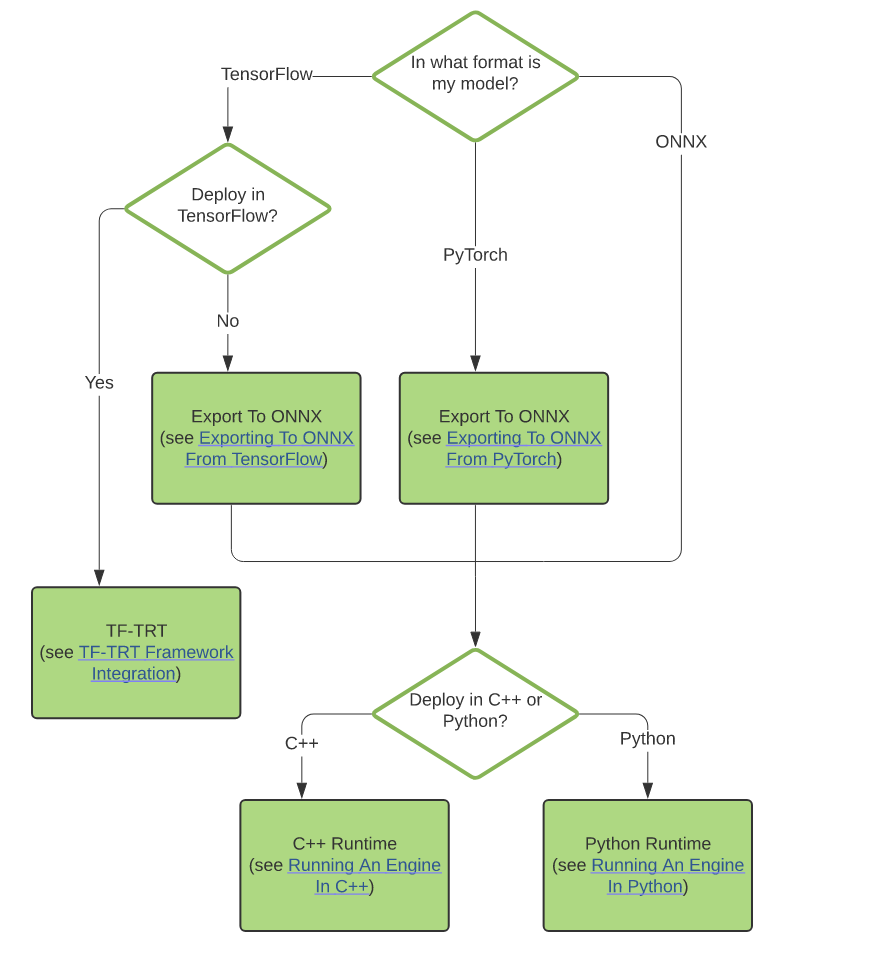 In what format is
my model?
TensorFlow
ONNX
Deploy in
TensorFlow?
PyTorch
No
Yes
Export To ONNX
(see Exporting To ONNX
From TensorFlow)
Export To ONNX
(see Exporting To ONNX
From PyTorch)
TF-TRT
(see TF-TRT Framework
Integration)
Deploy in C++ or
Python?
C++
Python
C++ Runtime
(see Running An Engine
In C++)
Python Runtime
(see Running An Engine
In Python)